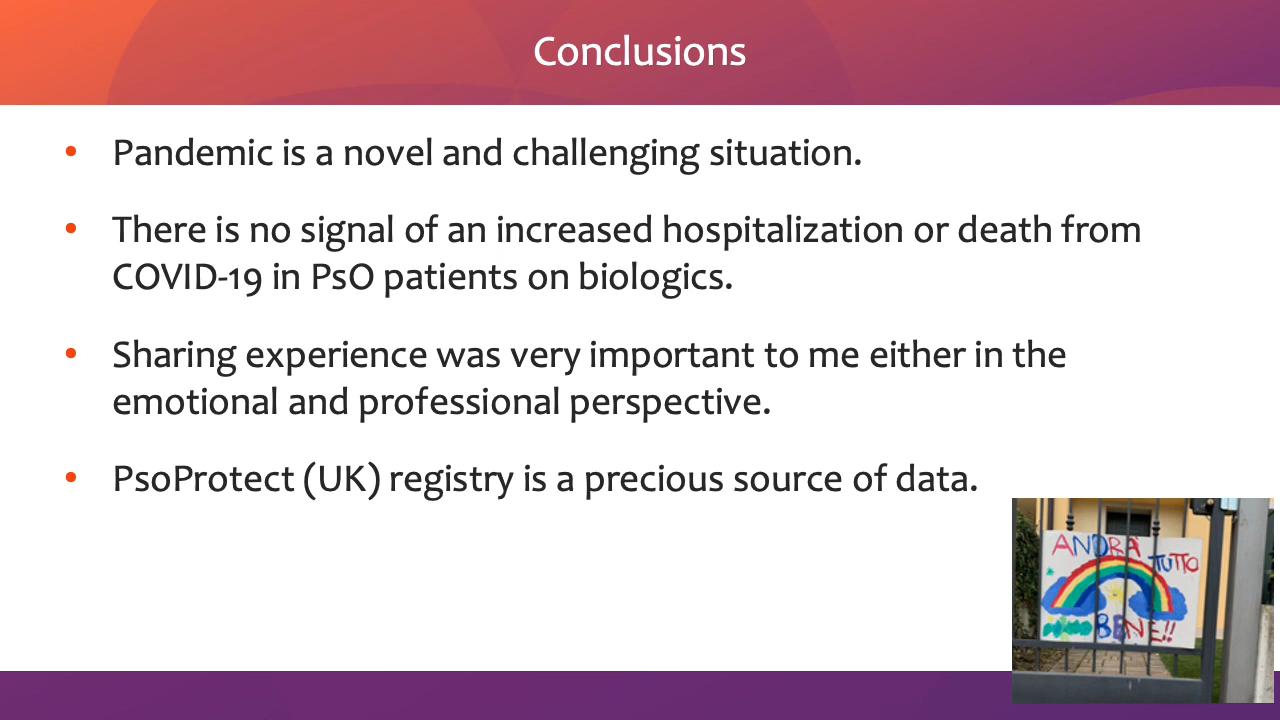 Conclusions
• Pandemic is a novel and challenging situation.
• There is no signal of an increased hospitalization or death from
COVID-19 in PsO patients on biologics.
• Sharing experience was very important to me either in the
emotional and professional perspective.
• PsoProtect (UK) registry is a precious source of data.
ANDRÀ TUTTO
BENE!!